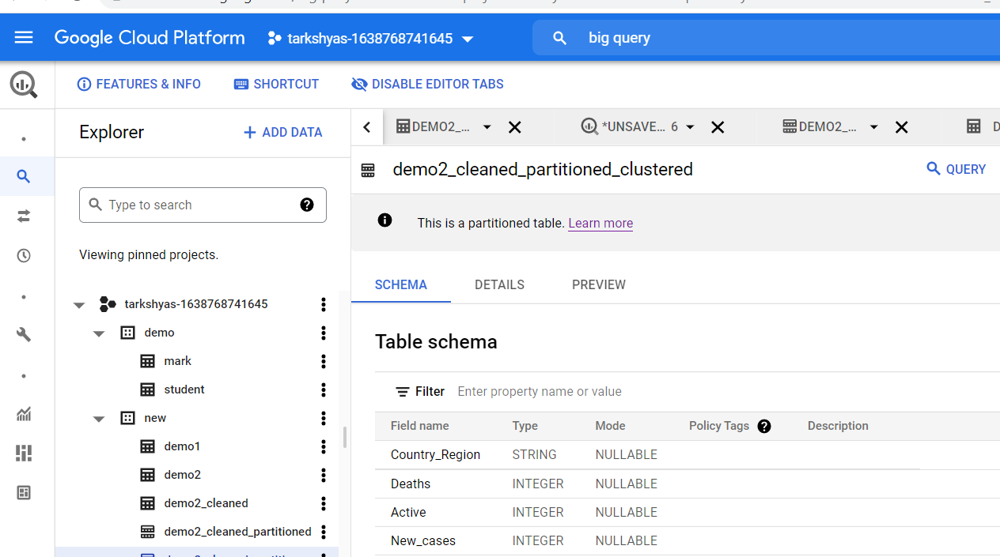 Google Cloud Platform
tarkshyas-1638768741645
big query
FEATURES & INFO
SHORTCUT
DISABLE EDITOR TABS
Explorer
ADD DATA
DEMO2_...
*UNSAVE... 6
DEMO2_...
demo2_cleaned_partitioned_clustered
QUERY
Type to search
This is a partitioned table. Learn more
Viewing pinned projects.
SCHEMA
DETAILS
PREVIEW
tarkshyas-1638768741645
demo
mark
student
new
demo1
demo2
demo2_cleaned
demo2_cleaned_partitioned
Table schema
Filter Enter property name or value
Field name Type Mode Policy Tags Description
Country_Region STRING NULLABLE
Deaths INTEGER NULLABLE
Active INTEGER NULLABLE
New_cases INTEGER NULLABLE